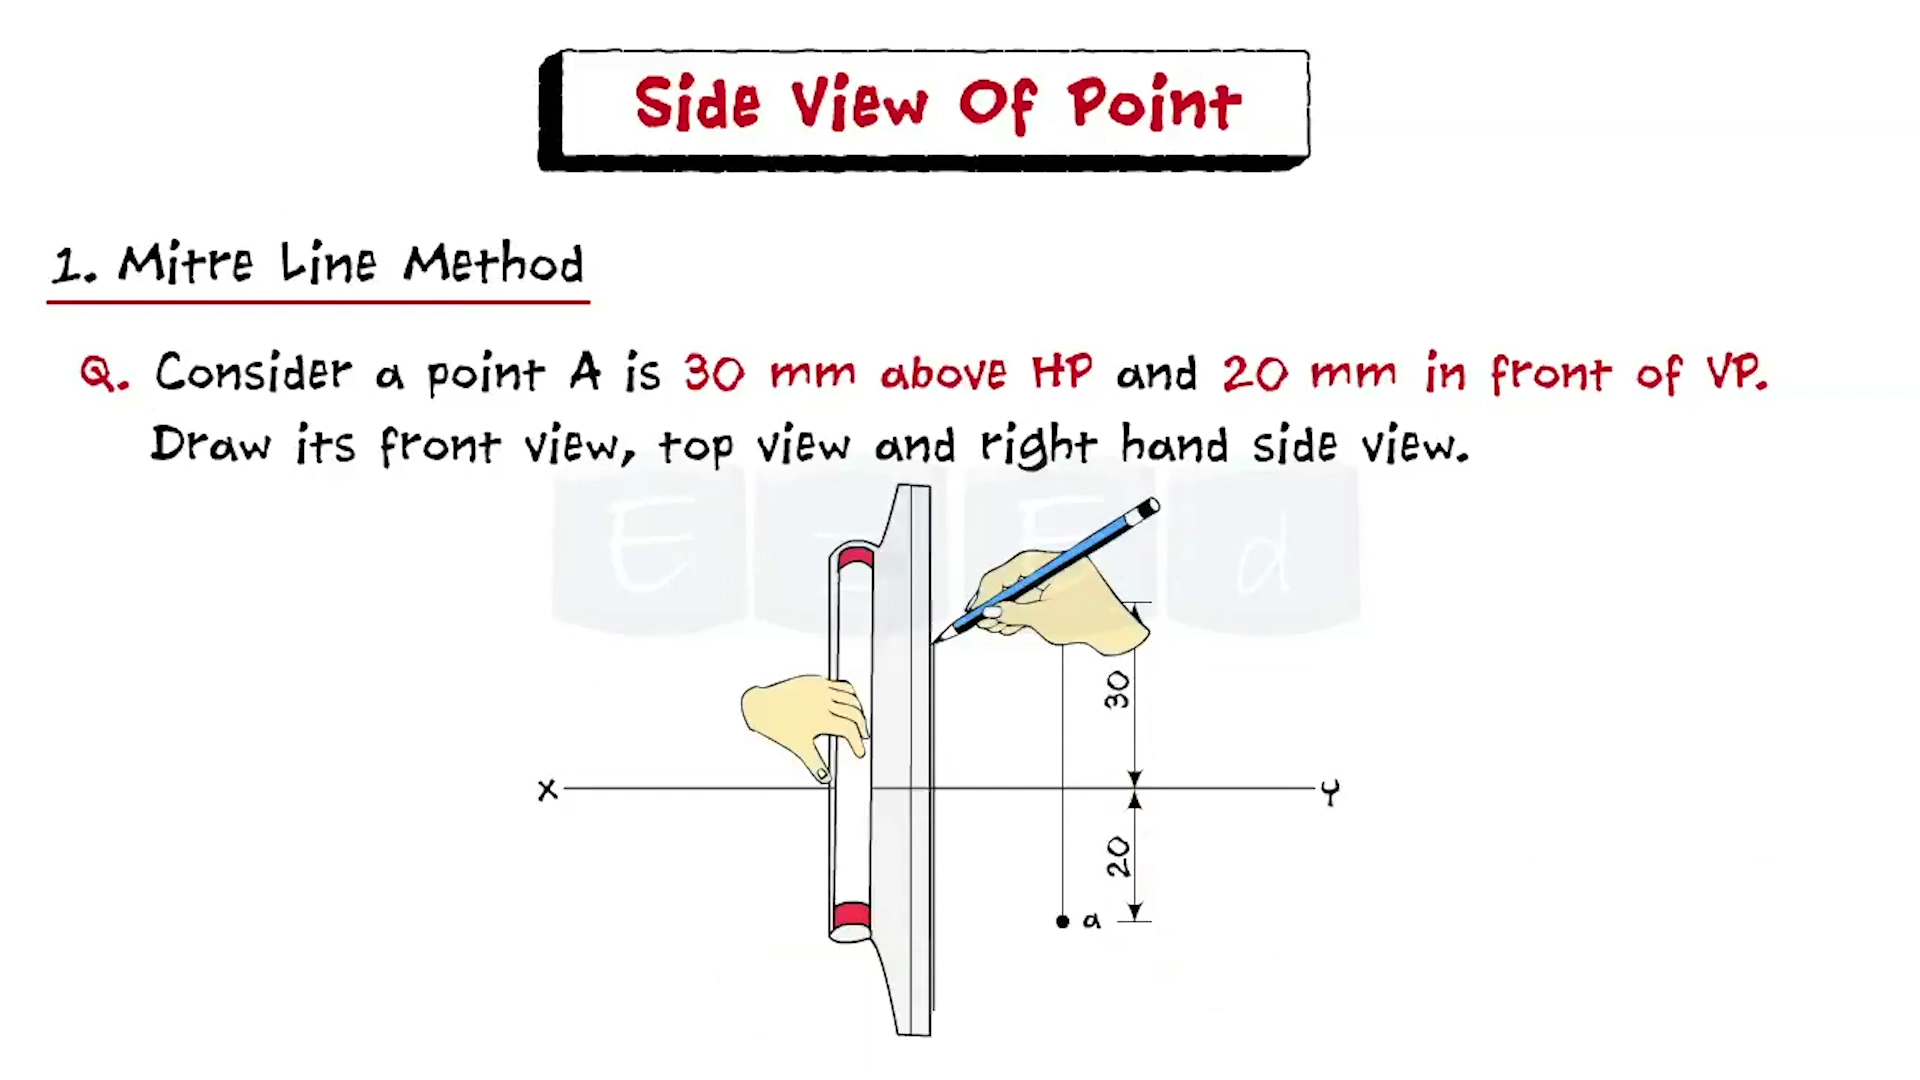 Side View Of Point
1. Mitre Line Method
Q. Consider a point A is 30 mm above HP and 20 mm in front of VP.
Draw its front view, top view and right hand side view.
E z E d
30
X Y
20
a